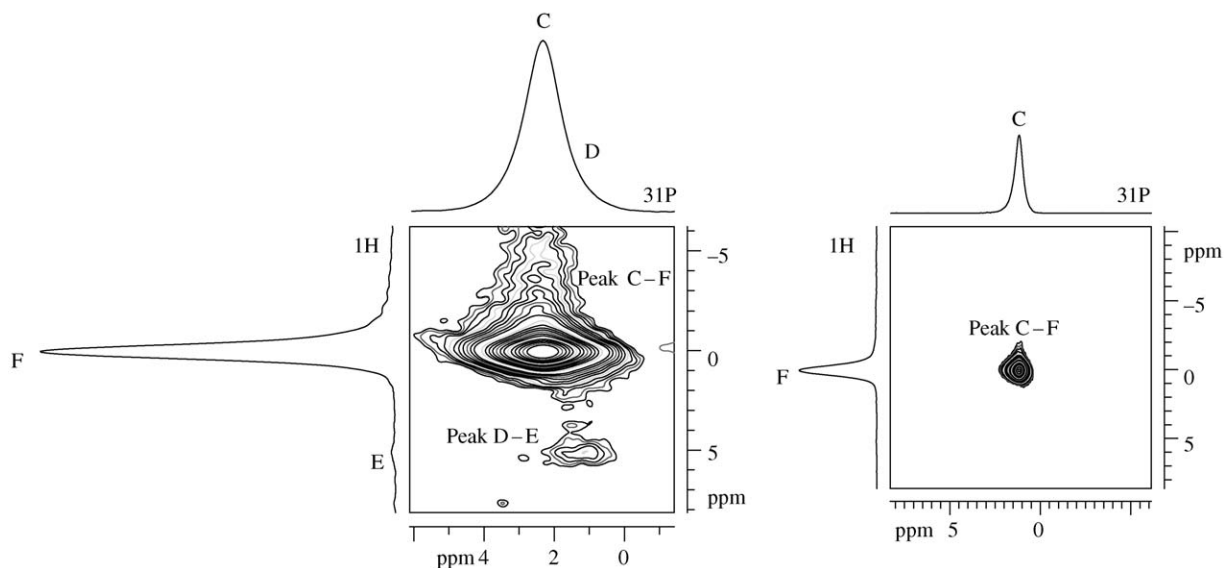 C
D
31P
1H
Peak C–F
–5
0
F
Peak D–E
E
5
ppm
ppm 4 2 0
C
31P
1H
ppm
–5
Peak C–F
F
0
5
ppm 5 0